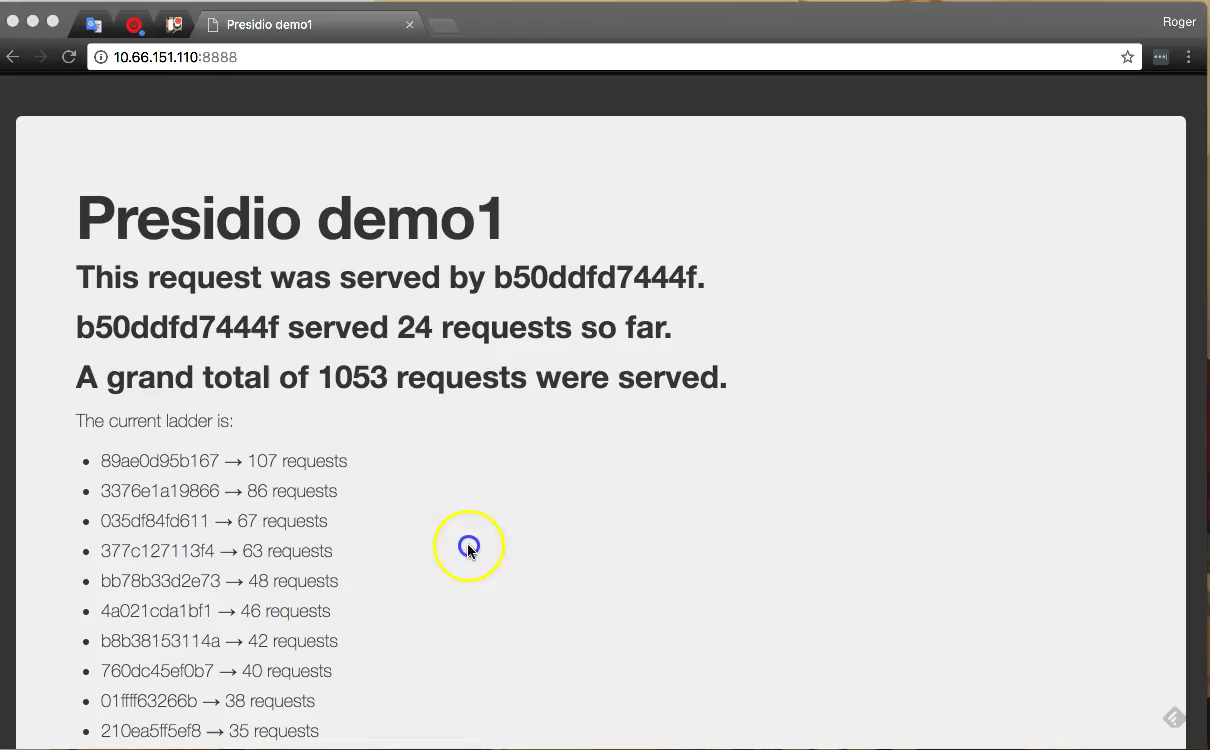 Presidio demo1
Roger
10.66.151.110:8888
Presidio demo1
This request was served by b50ddfd7444f.
b50ddfd7444f served 24 requests so far.
A grand total of 1053 requests were served.
The current ladder is:
• 89ae0d95b167 → 107 requests
• 3376e1a19866 → 86 requests
• 035df84fd611 → 67 requests
• 377c127113f4 → 63 requests
• bb78b33d2e73 → 48 requests
• 4a021cda1bf1 → 46 requests
• b8b38153114a → 42 requests
• 760dc45ef0b7 → 40 requests
• 01ffff63266b → 38 requests
• 210ea5ff5ef8 → 35 requests